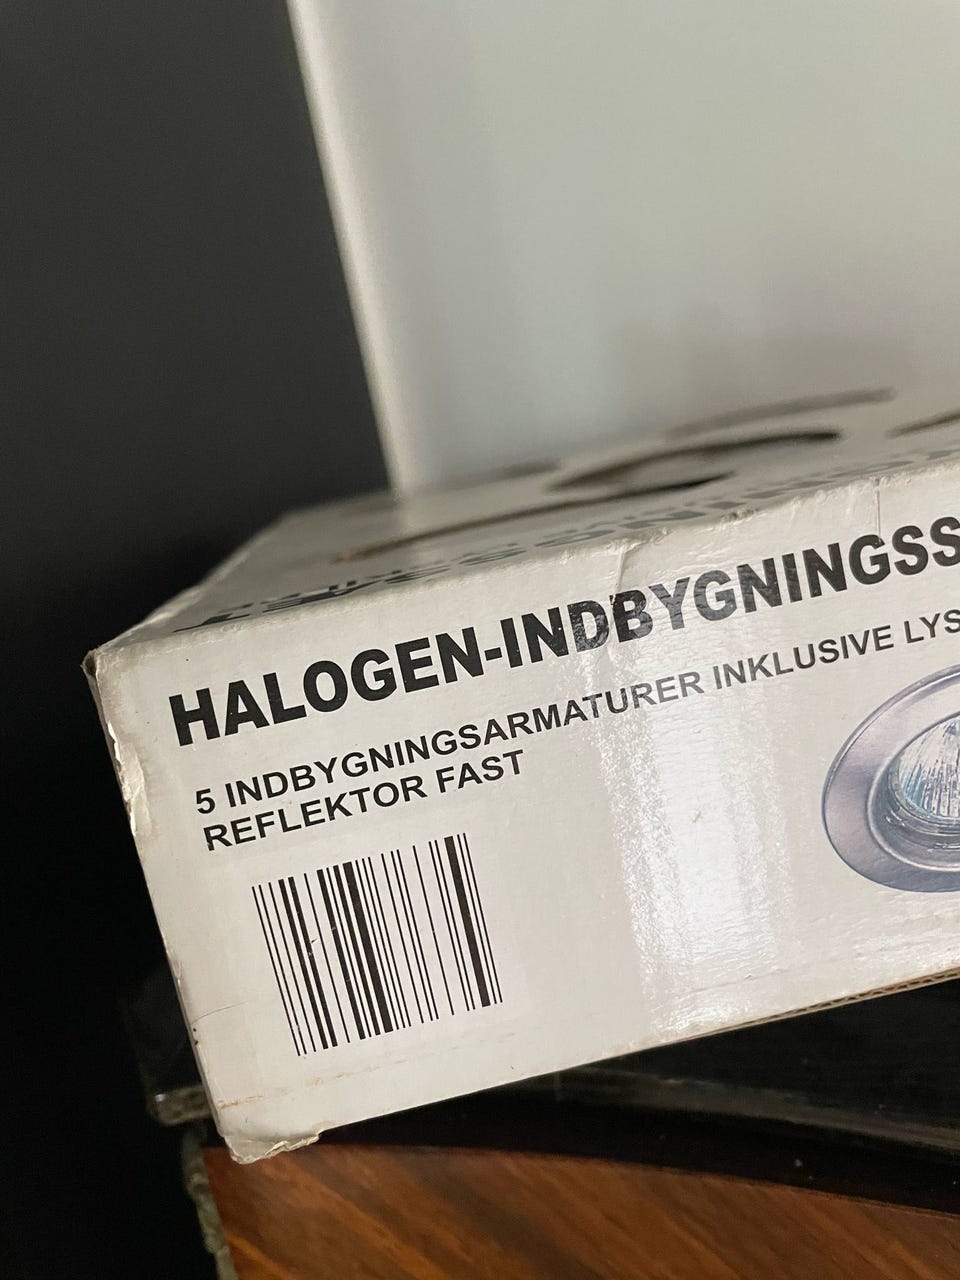 HALOGEN-INDBYGNINGSS
5 INDBYGNINGSARMATURER INKLUSIVE LYS
REFLEKTOR FAST